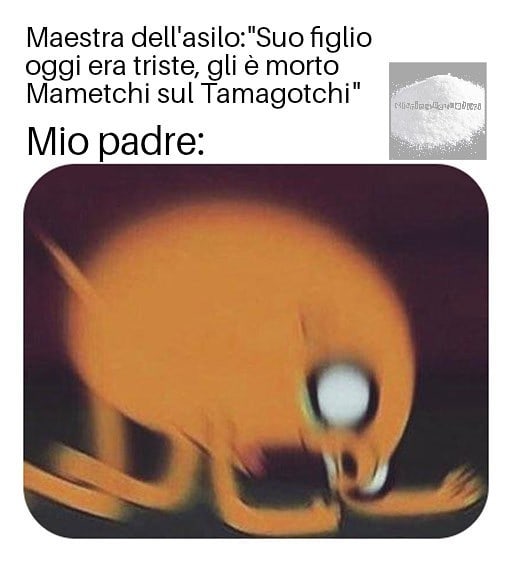 Maestra dell'asilo:"Suo figlio
oggi era triste, gli è morto
Mametchi sul Tamagotchi"
Mio padre: